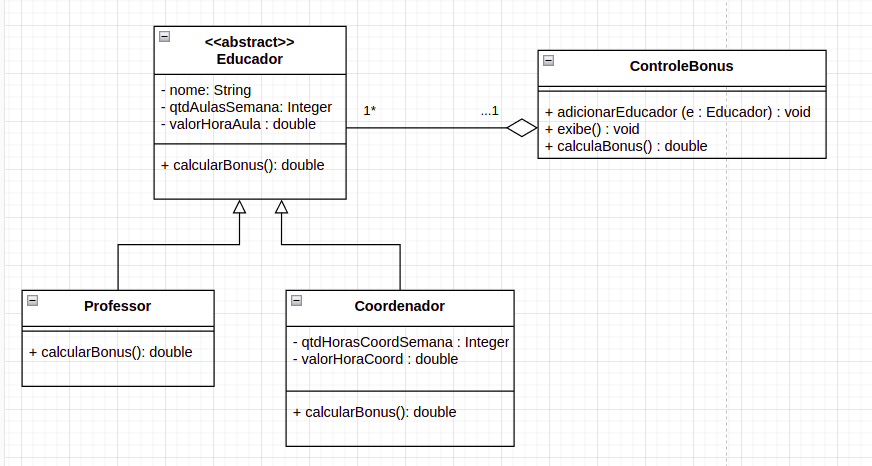 <<abstract>>
Educador
- nome: String
- qtdAulasSemana: Integer
- valorHoraAula : double
+ calcularBonus(): double
1*
...1
ControleBonus
+ adicionarEducador (e : Educador) : void
+ exibe() : void
+ calculaBonus() : double
Professor
+ calcularBonus(): double
Coordenador
- qtdHorasCoordSemana : Integer
- valorHoraCoord : double
+ calcularBonus(): double